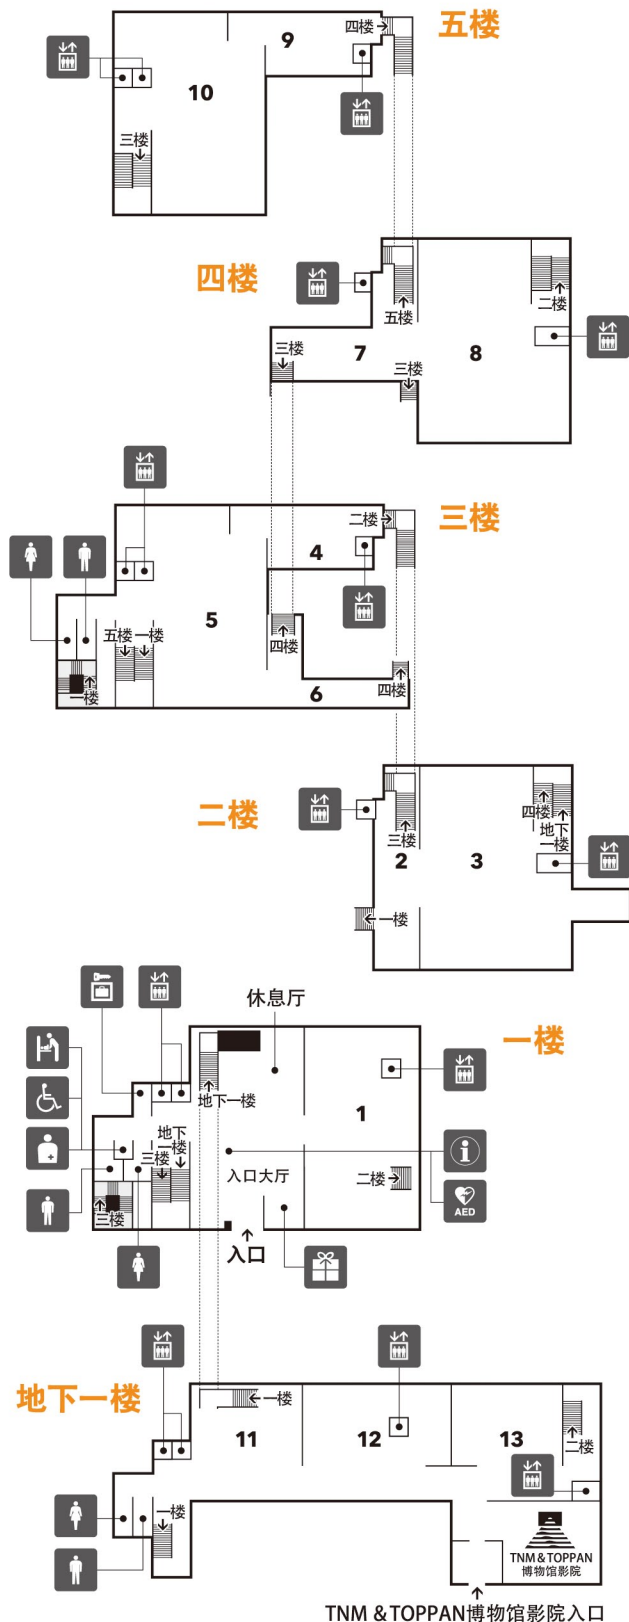 五楼
四楼
9
10
三楼
四楼
五楼
二楼
三楼
7
8
三楼
三楼
二楼
4
5
五楼
一楼
四楼
一楼
6
四楼
二楼
三楼
四楼
地下
一楼
2
3
一楼
休息厅
一楼
地下一楼
1
地下
一楼
三楼
入口大厅
二楼
三楼
AED
入口
地下一楼
一楼
11
12
13
二楼
一楼
TNM & TOPPAN
博物馆影院
TNM & TOPPAN博物馆影院入口